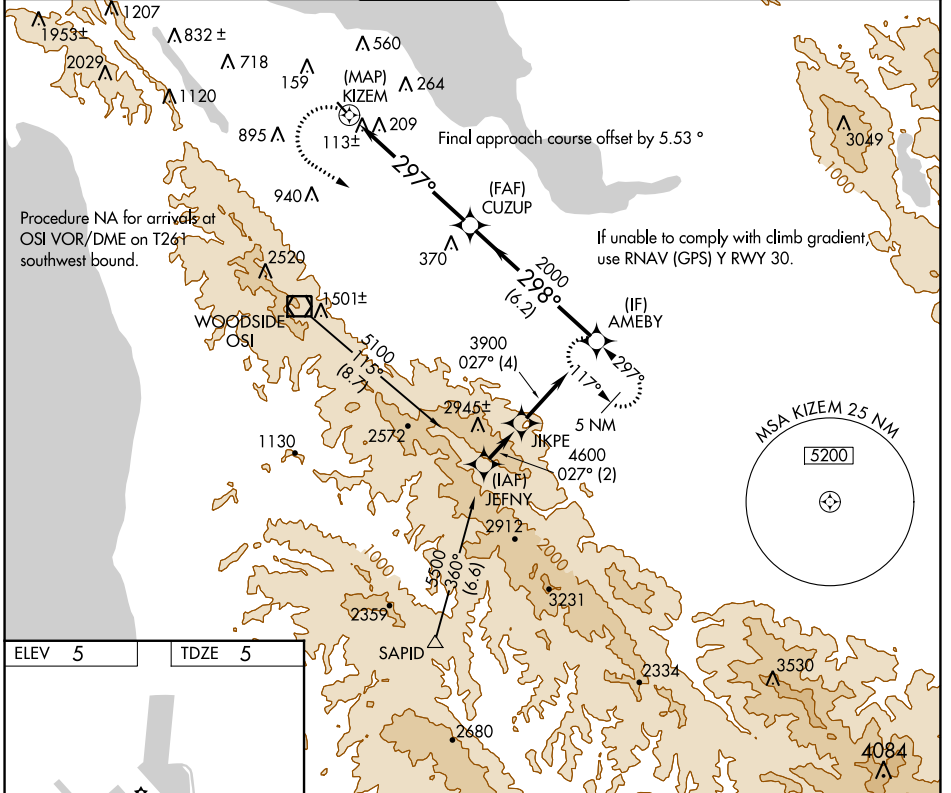 1207
1953±
832 ±
560
2029
718
159
(MAP)
KIZEM
264
1120
895
113±
209
Final approach course offset by 5.53 °
3049
1000
297°
940
(FAF)
CUZUP
Procedure NA for arrivals at
OSI VOR/DME on T261
southwest bound.
370
If unable to comply with climb gradient,
use RNAV (GPS) Y RWY 30.
2520
2000
298°
(6.2)
1501±
WOODSIDE
OSI
(IF)
AMEBY
5100
115°
(8.7)
3900
027° (4)
297°
117°
5 NM
2945±
2572
JIKPE
MSA KIZEM 25 NM
5200
1130
4600
027° (2)
(IAF)
JEFNY
2912
2000
1000
5500
360°
(6.6)
3231
2359
SAPID
ELEV 5
TDZE 5
2334
3530
2680
4084